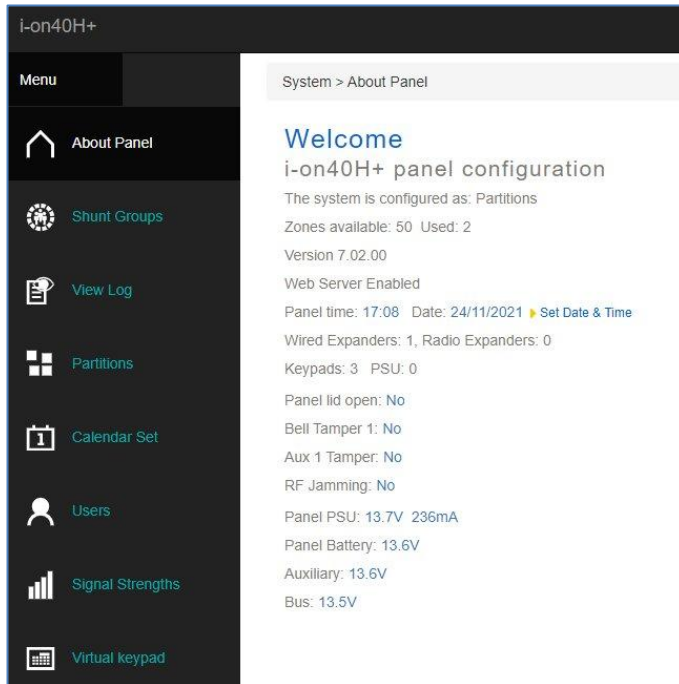 i-on40H+
Menu
About Panel
Shunt Groups
View Log
Partitions
1
Calendar Set
Users
Signal Strengths
Virtual keypad
System > About Panel
Welcome
i-on40H+ panel configuration
The system is configured as: Partitions
Zones available: 50 Used: 2
Version 7.02.00
Web Server Enabled
Panel time: 17:08 Date: 24/11/2021 Set Date & Time
Wired Expanders: 1, Radio Expanders: 0
Keypads: 3 PSU: 0
Panel lid open: No
Bell Tamper 1: No
Aux 1 Tamper: No
RF Jamming: No
Panel PSU: 13.7V 236mA
Panel Battery: 13.6V
Auxiliary: 13.6V
Bus: 13.5V